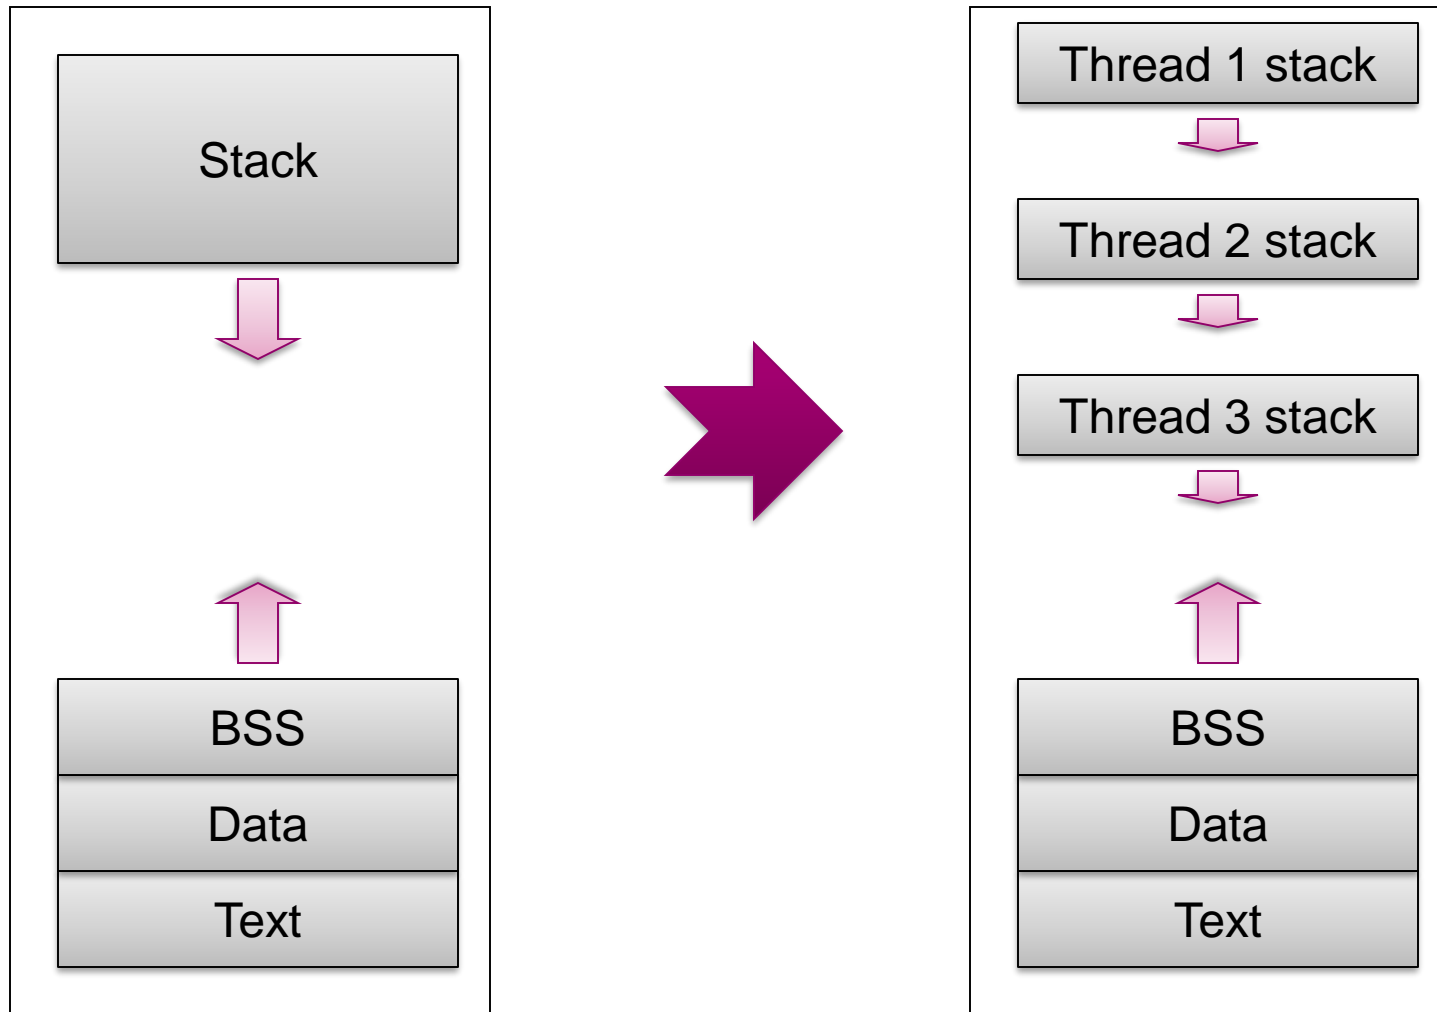 Stack
BSS
Data
Text
Thread 1 stack
Thread 2 stack
Thread 3 stack
BSS
Data
Text